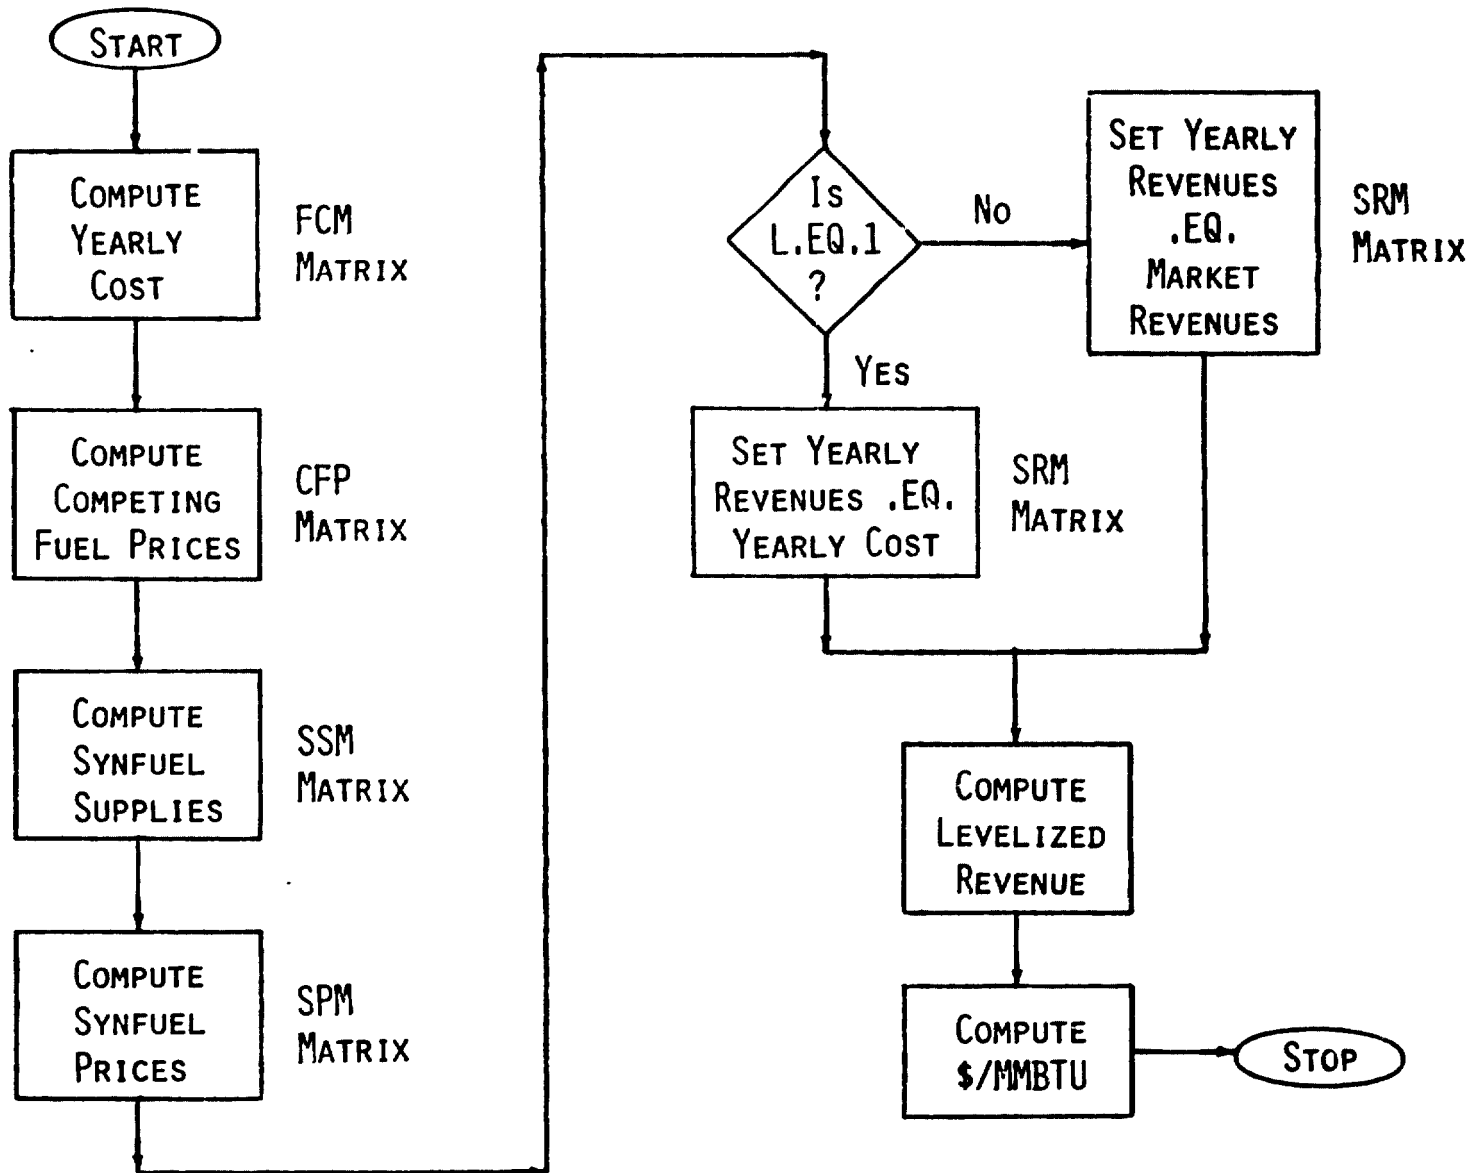 START
COMPUTE
YEARLY
COST
FCM
MATRIX
COMPUTE
COMPETING
FUEL PRICES
CFP
MATRIX
COMPUTE
SYNFUEL
SUPPLIES
SSM
MATRIX
COMPUTE
SYNFUEL
PRICES
SPM
MATRIX
IS
L.EQ.1
?
NO
SET YEARLY
REVENUES
.EQ.
MARKET
REVENUES
SRM
MATRIX
YES
SET YEARLY
REVENUES .EQ.
YEARLY COST
SRM
MATRIX
COMPUTE
LEVELIZED
REVENUE
COMPUTE
$/MMBTU
STOP